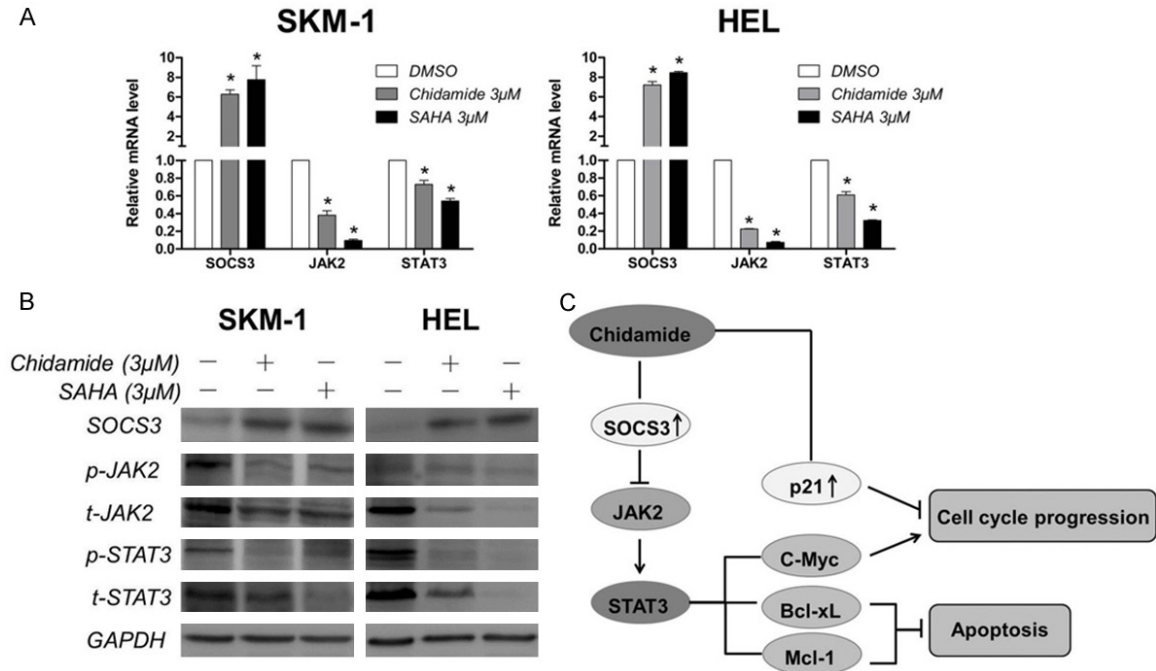 A
SKM-1
HEL
Relative mRNA level
10
8
6
4
2
1.0
0.8
0.6
0.4
0.2
0.0
* * * * * *
DMSO
Chidamide 3μM
SAHA 3μM
SOCS3 JAK2 STAT3
Relative mRNA level
10
8
6
4
2
1.0
0.8
0.6
0.4
0.2
0.0
* * * * * *
DMSO
Chidamide 3μM
SAHA 3μM
SOCS3 JAK2 STAT3
B
SKM-1 HEL
Chidamide (3μM) − + − − + −
SAHA (3μM) − − + − − +
SOCS3
p-JAK2
t-JAK2
p-STAT3
t-STAT3
GAPDH
C
Chidamide
SOCS3↑
p21↑
JAK2
Cell cycle progression
C-Myc
STAT3
Bcl-xL
Apoptosis
Mcl-1